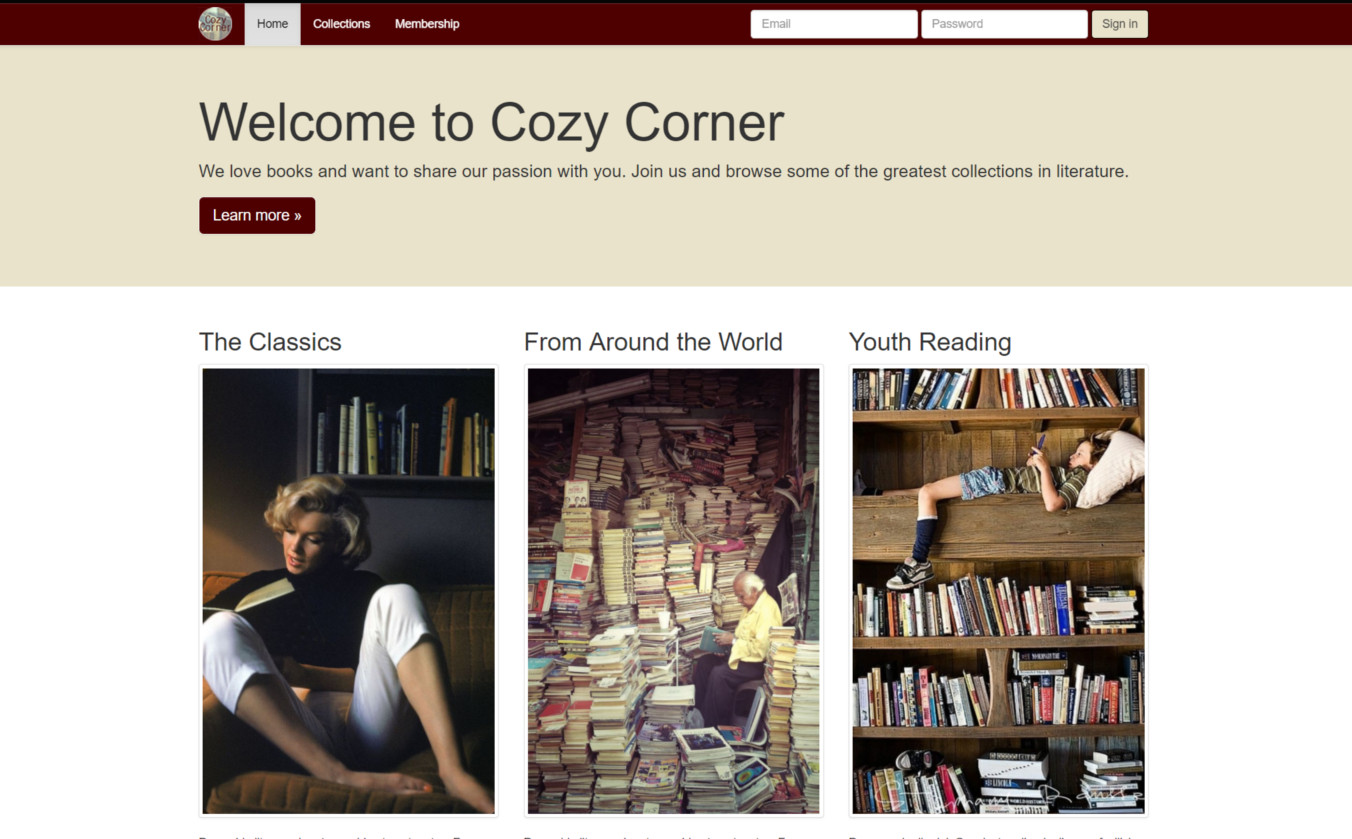 Cozy
Corner
Home
Collections
Membership
Email
Password
Sign in
Welcome to Cozy Corner
We love books and want to share our passion with you. Join us and browse some of the greatest collections in literature.
Learn more »
The Classics
From Around the World
Youth Reading